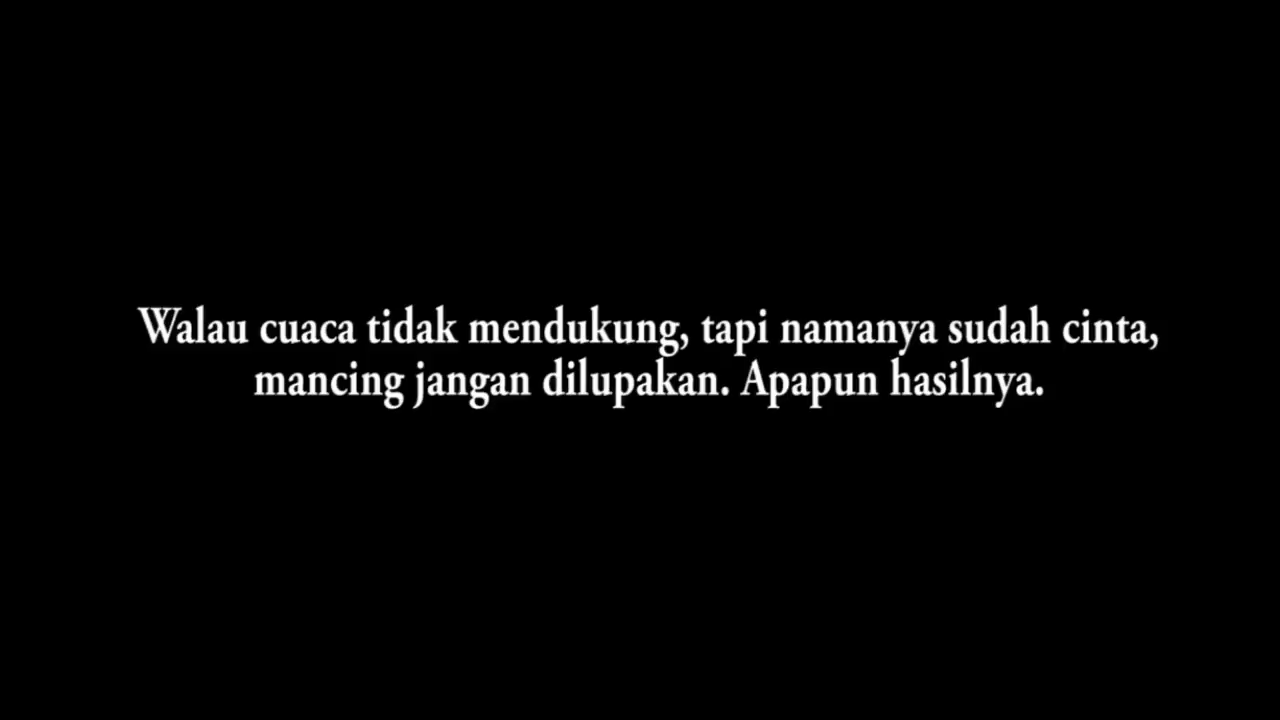 Walau cuaca tidak mendukung, tapi namanya sudah cinta,
mancing jangan dilupakan. Apapun hasilnya.